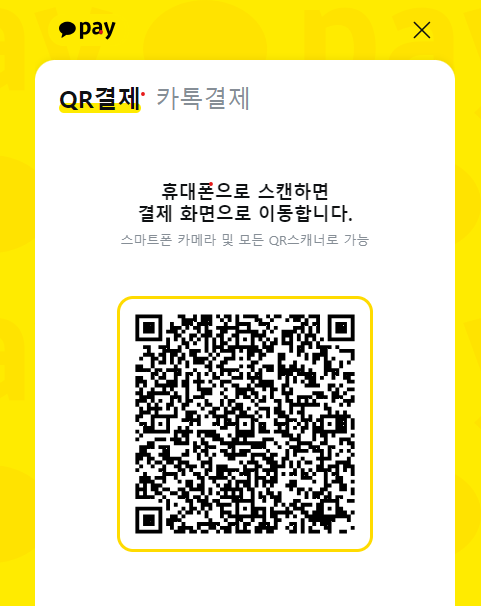 pay
QR결제 카톡결제
휴대폰으로 스캔하면
결제 화면으로 이동합니다.
스마트폰 카메라 및 모든 QR스캐너로 가능